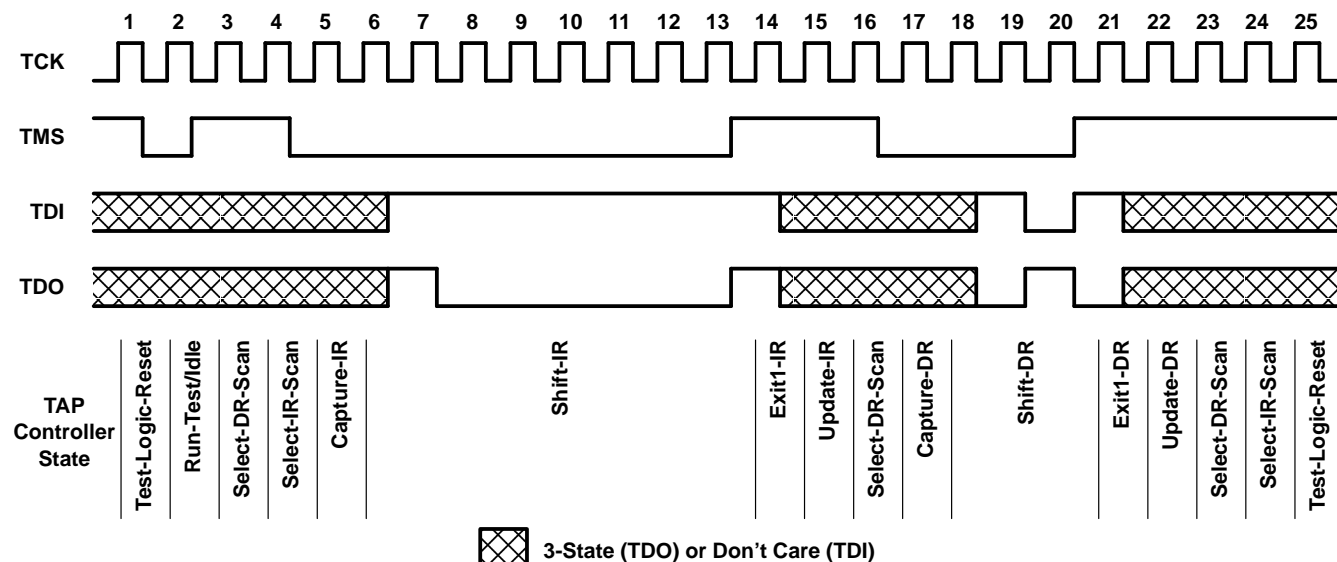 1 2 3 4 5 6 7 8 9 10 11 12 13 14 15 16 17 18 19 20 21 22 23 24 25
TCK
TMS
TDI
TDO
TAP
Controller
State
Test-Logic-Reset
Run-Test/Idle
Select-DR-Scan
Select-IR-Scan
Capture-IR
Shift-IR
Exit1-IR
Update-IR
Select-DR-Scan
Capture-DR
Shift-DR
Exit1-DR
Update-DR
Select-DR-Scan
Select-IR-Scan
Test-Logic-Reset
3-State (TDO) or Don’t Care (TDI)